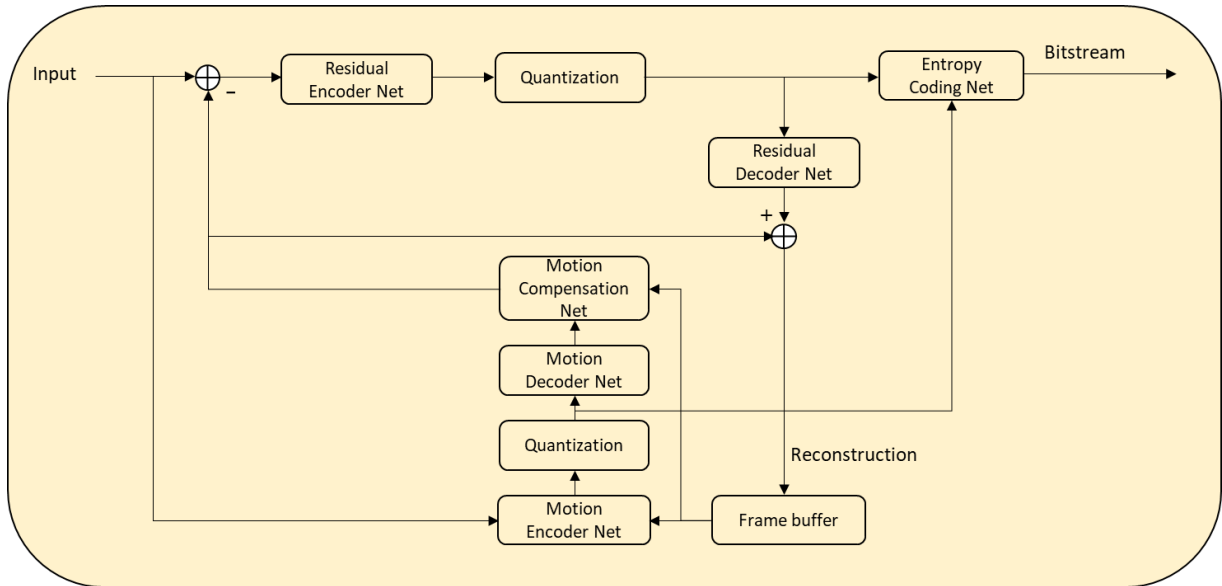 Input
–
Residual
Encoder Net
Quantization
Entropy
Coding Net
Bitstream
Residual
Decoder Net
+
Motion
Compensation
Net
Motion
Decoder Net
Quantization
Reconstruction
Motion
Encoder Net
Frame buffer